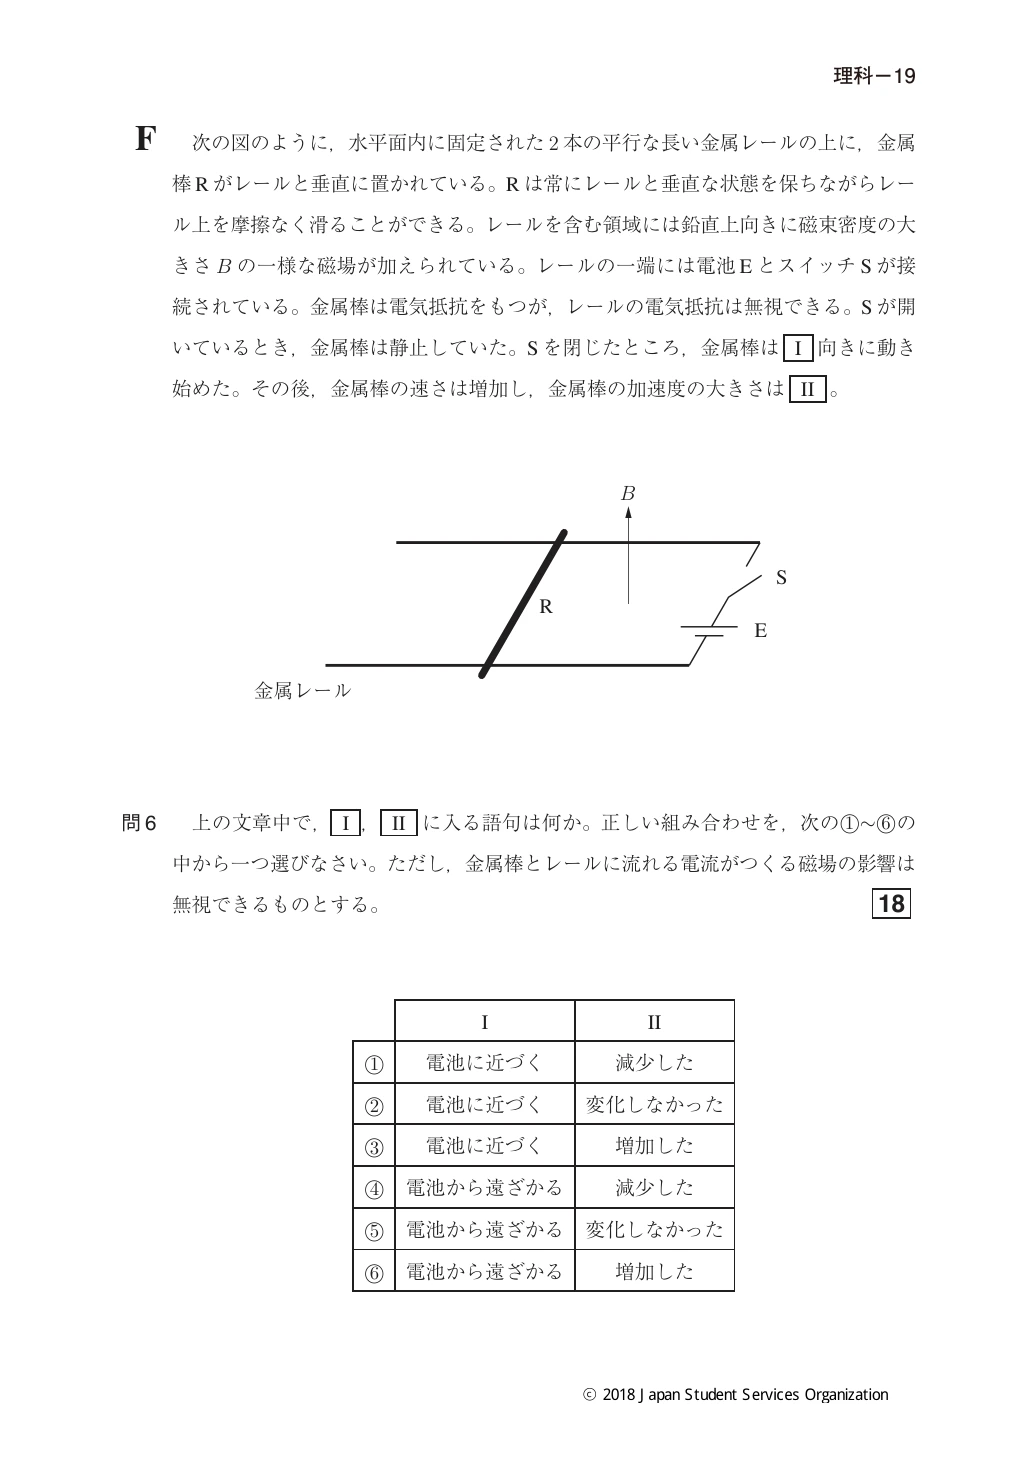 理科－19
F 次の図のように，水平面内に固定された2本の平行な長い金属レールの上に，金属
棒Rがレールと垂直に置かれている。Rは常にレールと垂直な状態を保ちながらレー
ル上を摩擦なく滑ることができる。レールを含む領域には鉛直上向きに磁束密度の大
きさBの一様な磁場が加えられている。レールの一端には電池EとスイッチSが接
続されている。金属棒は電気抵抗をもつが，レールの電気抵抗は無視できる。Sが開
いているとき，金属棒は静止していた。Sを閉じたところ，金属棒は I 向きに動き
始めた。その後，金属棒の速さは増加し，金属棒の加速度の大きさは II 。
B
S
R
E
金属レール
問6 上の文章中で， I ， II に入る語句は何か。正しい組み合わせを，次の①~⑥の
中から一つ選びなさい。ただし，金属棒とレールに流れる電流がつくる磁場の影響は
無視できるものとする。 18
I II
① 電池に近づく 減少した
② 電池に近づく 変化しなかった
③ 電池に近づく 増加した
④ 電池から遠ざかる 減少した
⑤ 電池から遠ざかる 変化しなかった
⑥ 電池から遠ざかる 増加した
© 2018 Japan Student Services Organization